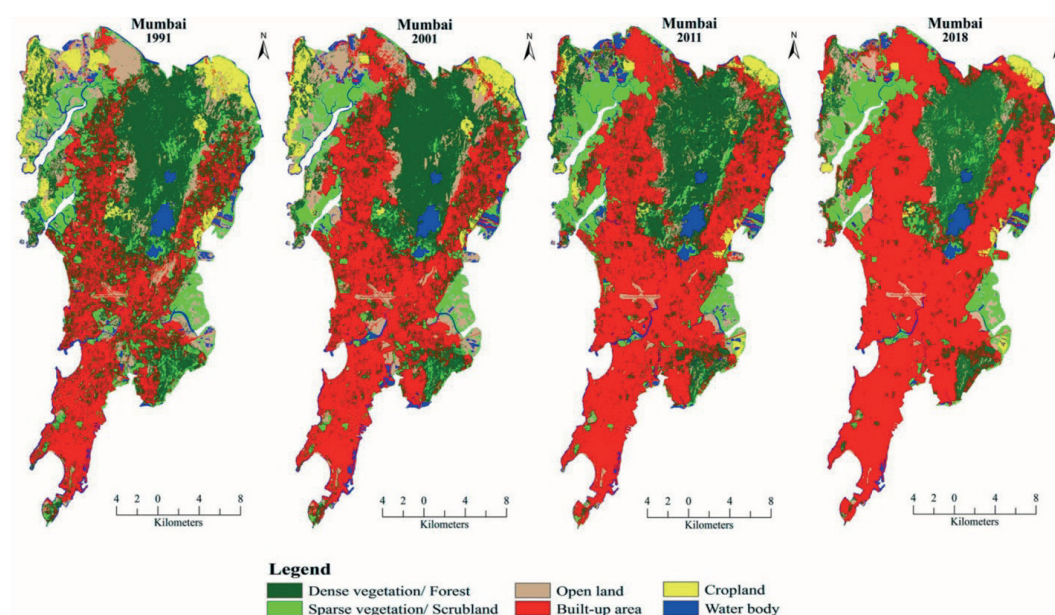 Mumbai
1991
N
Mumbai
2001
N
Mumbai
2011
N
Mumbai
2018
N
4 2 0 4 8
Kilometers
4 2 0 4 8
Kilometers
4 2 0 4 8
Kilometers
4 2 0 4 8
Kilometers
Legend
Dense vegetation/ Forest
Open land
Cropland
Sparse vegetation/ Scrubland
Built-up area
Water body